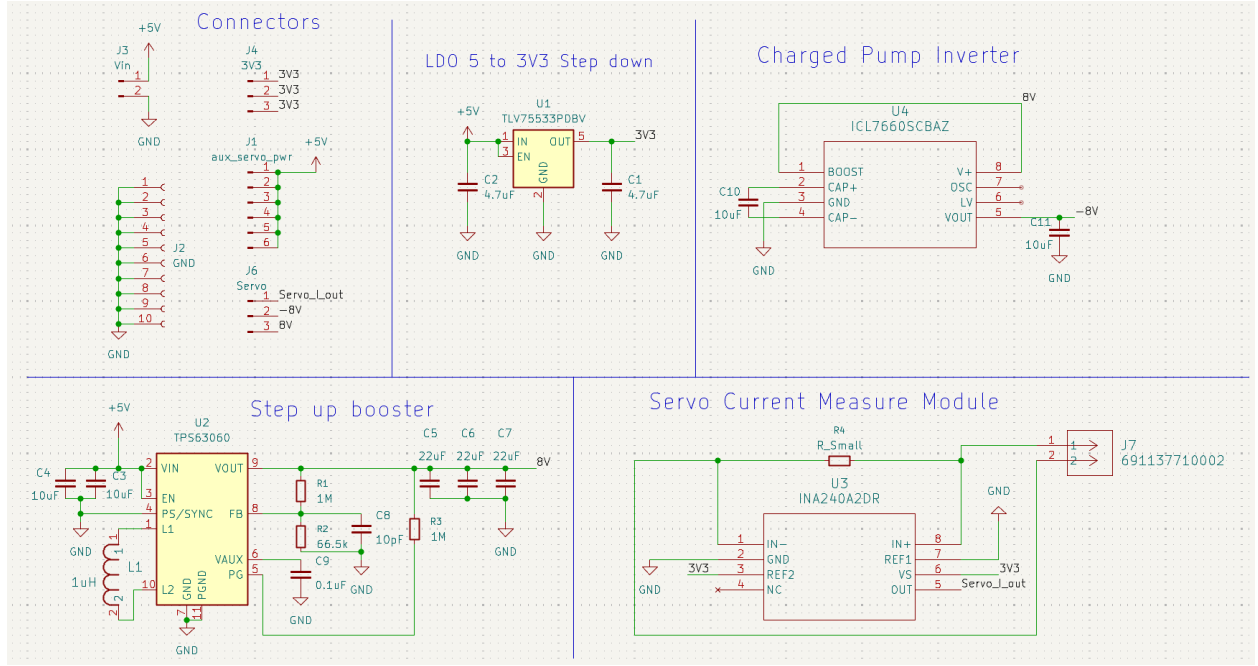 Connectors
+5V
J3
Vin
1
2
GND
J4
3V3
1 3V3
2 3V3
3 3V3
J1
aux_servo_pwr
+5V
1
2
3
4
5
6
1
2
3
4
5
6
7
8
9
10
J2
GND
GND
J6
Servo
1 Servo_I_out
2 -8V
3 8V
LDO 5 to 3V3 Step down
+5V
U1
TLV75533PDBV
1 IN OUT 5
3V3
3 EN
GND
2
C2
4.7uF
C1
4.7uF
GND
GND
GND
Charged Pump Inverter
8V
U4
ICL7660SCBAZ
1 BOOST V+ 8
2 CAP+ OSC 7
3 GND LV 6
4 CAP- VOUT 5
C10
10uF
GND
-8V
C11
10uF
GND
Step up booster
+5V
U2
TPS63060
C4
10uF
C3
10uF
GND
2 VIN VOUT 9
3 EN
4 PS/SYNC FB 8
1 L1
VAUX 6
PG 5
10 L2
GND
PGND
7
11
GND
1uH
L1
1 1
2 2
R1
1M
R2
66.5k
C8
10pF
GND
C9
0.1uF
GND
R3
1M
C5
22uF
C6
22uF
C7
22uF
8V
GND
Servo Current Measure Module
R4
R_Small
U3
INA240A2DR
1 IN- IN+ 8
2 GND REF1 7
3 REF2 VS 6
4 NC OUT 5
GND
3V3
GND
3V3
Servo_I_out
1 1
2 2
J7
691137710002